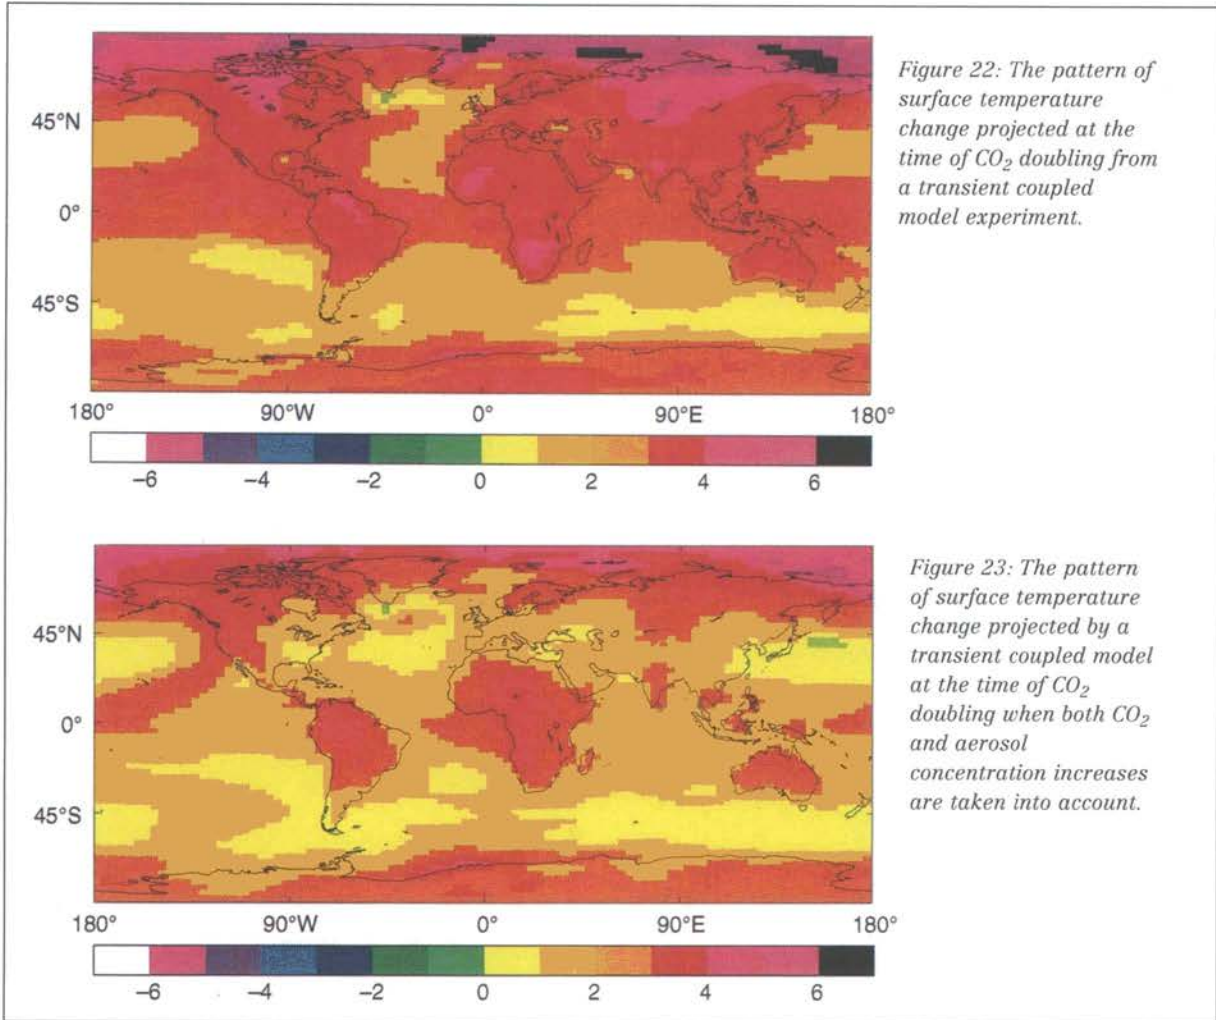 45°N
0°
45°S
180° 90°W 0° 90°E 180°
−6 −4 −2 0 2 4 6
Figure 22: The pattern of
surface temperature
change projected at the
time of CO₂ doubling from
a transient coupled
model experiment.
45°N
0°
45°S
180° 90°W 0° 90°E 180°
−6 −4 −2 0 2 4 6
Figure 23: The pattern
of surface temperature
change projected by a
transient coupled model
at the time of CO₂
doubling when both CO₂
and aerosol
concentration increases
are taken into account.